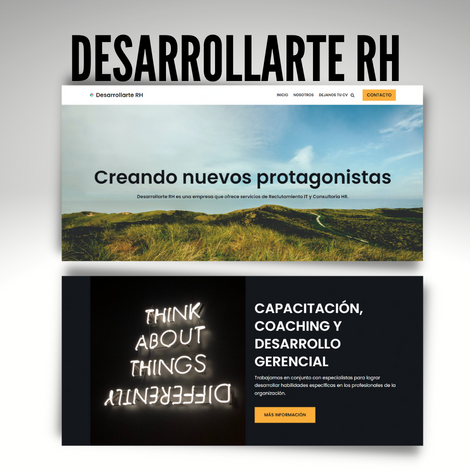 DESARROLLARTE RH
Desarrollarte RH
INICIO NOSOTROS DEJANOS TU CV CONTACTO
Creando nuevos protagonistas
Desarrollarte RH es una empresa que ofrece servicios de Reclutamiento IT y Consultoría HR.
THINK
ABOUT
THINGS
DIFFERENTLY
CAPACITACIÓN,
COACHING Y
DESARROLLO
GERENCIAL
Trabajamos en conjunto con especialistas para lograr
desarrollar habilidades específicas en los profesionales de la
organización.
MÁS INFORMACIÓN